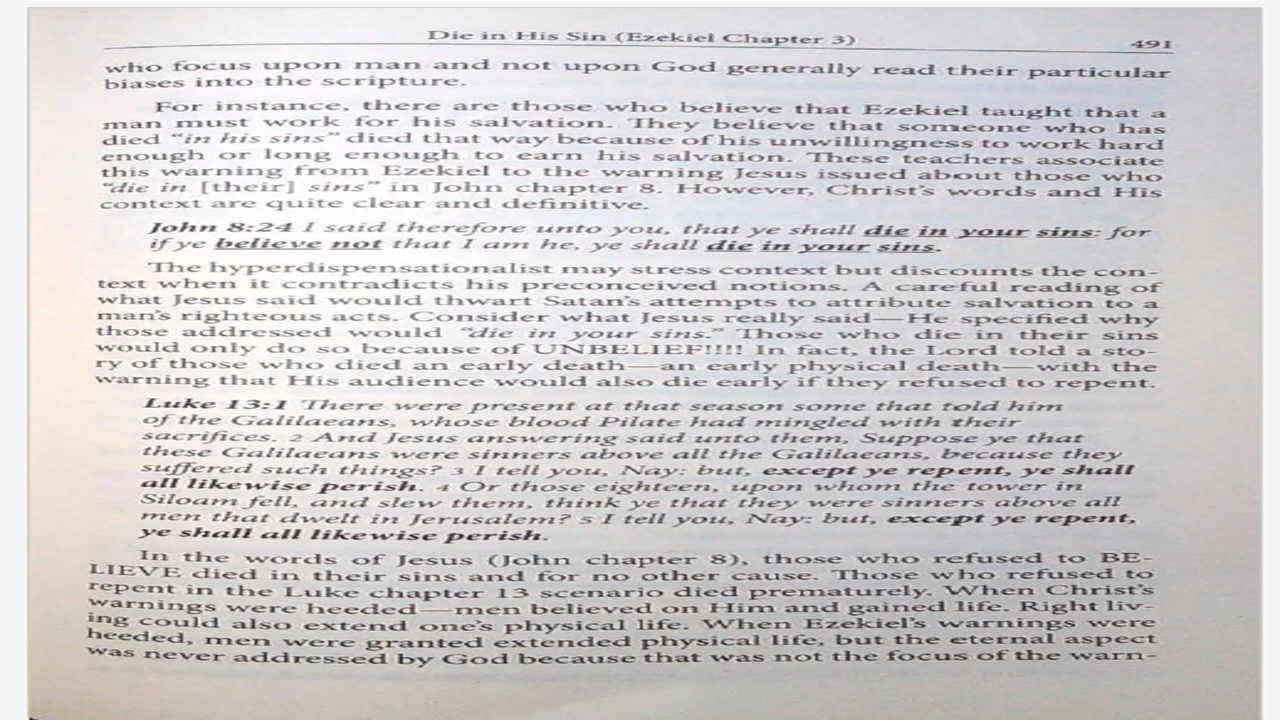 Die in His Sin (Ezekiel Chapter 3) 491
who focus upon man and not upon God generally read their particular
biases into the scripture.
For instance, there are those who believe that Ezekiel taught that a
man must work for his salvation. They believe that someone who has
died “in his sins” died that way because of his unwillingness to work hard
enough or long enough to earn his salvation. These teachers associate
this warning from Ezekiel to the warning Jesus issued about those who
“die in [their] sins” in John chapter 8. However, Christ’s words and His
context are quite clear and definitive.
John 8:24 I said therefore unto you, that ye shall die in your sins: for
if ye believe not that I am he, ye shall die in your sins.
The hyperdispensationalist may stress context but discounts the con-
text when it contradicts his preconceived notions. A careful reading of
what Jesus said would thwart Satan’s attempts to attribute salvation to a
man’s righteous acts. Consider what Jesus really said—He specified why
those addressed would “die in your sins.” Those who die in their sins
would only do so because of UNBELIEF!!!! In fact, the Lord told a sto-
ry of those who died an early death—an early physical death—with the
warning that His audience would also die early if they refused to repent.
Luke 13:1 There were present at that season some that told him
of the Galilaeans, whose blood Pilate had mingled with their
sacrifices. 2 And Jesus answering said unto them, Suppose ye that
these Galilaeans were sinners above all the Galilaeans, because they
suffered such things? 3 I tell you, Nay: but, except ye repent, ye shall
all likewise perish. 4 Or those eighteen, upon whom the tower in
Siloam fell, and slew them, think ye that they were sinners above all
men that dwelt in Jerusalem? 5 I tell you, Nay: but, except ye repent,
ye shall all likewise perish.
In the words of Jesus (John chapter 8), those who refused to BE-
LIEVE died in their sins and for no other cause. Those who refused to
repent in the Luke chapter 13 scenario died prematurely. When Christ’s
warnings were heeded—men believed on Him and gained life. Right liv-
ing could also extend one’s physical life. When Ezekiel’s warnings were
heeded, men were granted extended physical life, but the eternal aspect
was never addressed by God because that was not the focus of the warn-